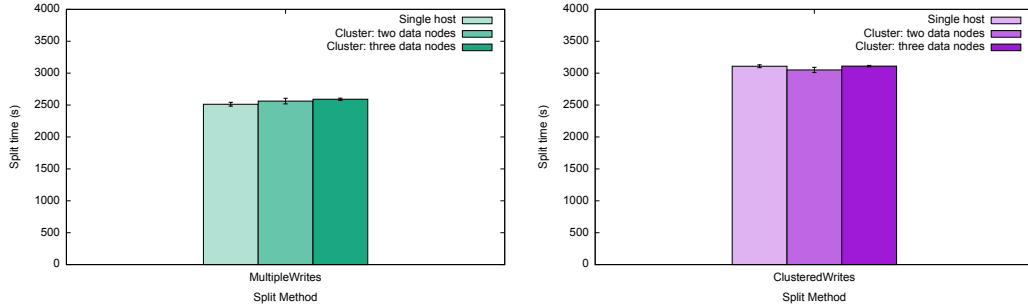 4000
3500
3000
2500
2000
1500
1000
500
0
Split time (s)
Single host
Cluster: two data nodes
Cluster: three data nodes
MultipleWrites
Split Method
4000
3500
3000
2500
2000
1500
1000
500
0
Split time (s)
Single host
Cluster: two data nodes
Cluster: three data nodes
ClusteredWrites
Split Method